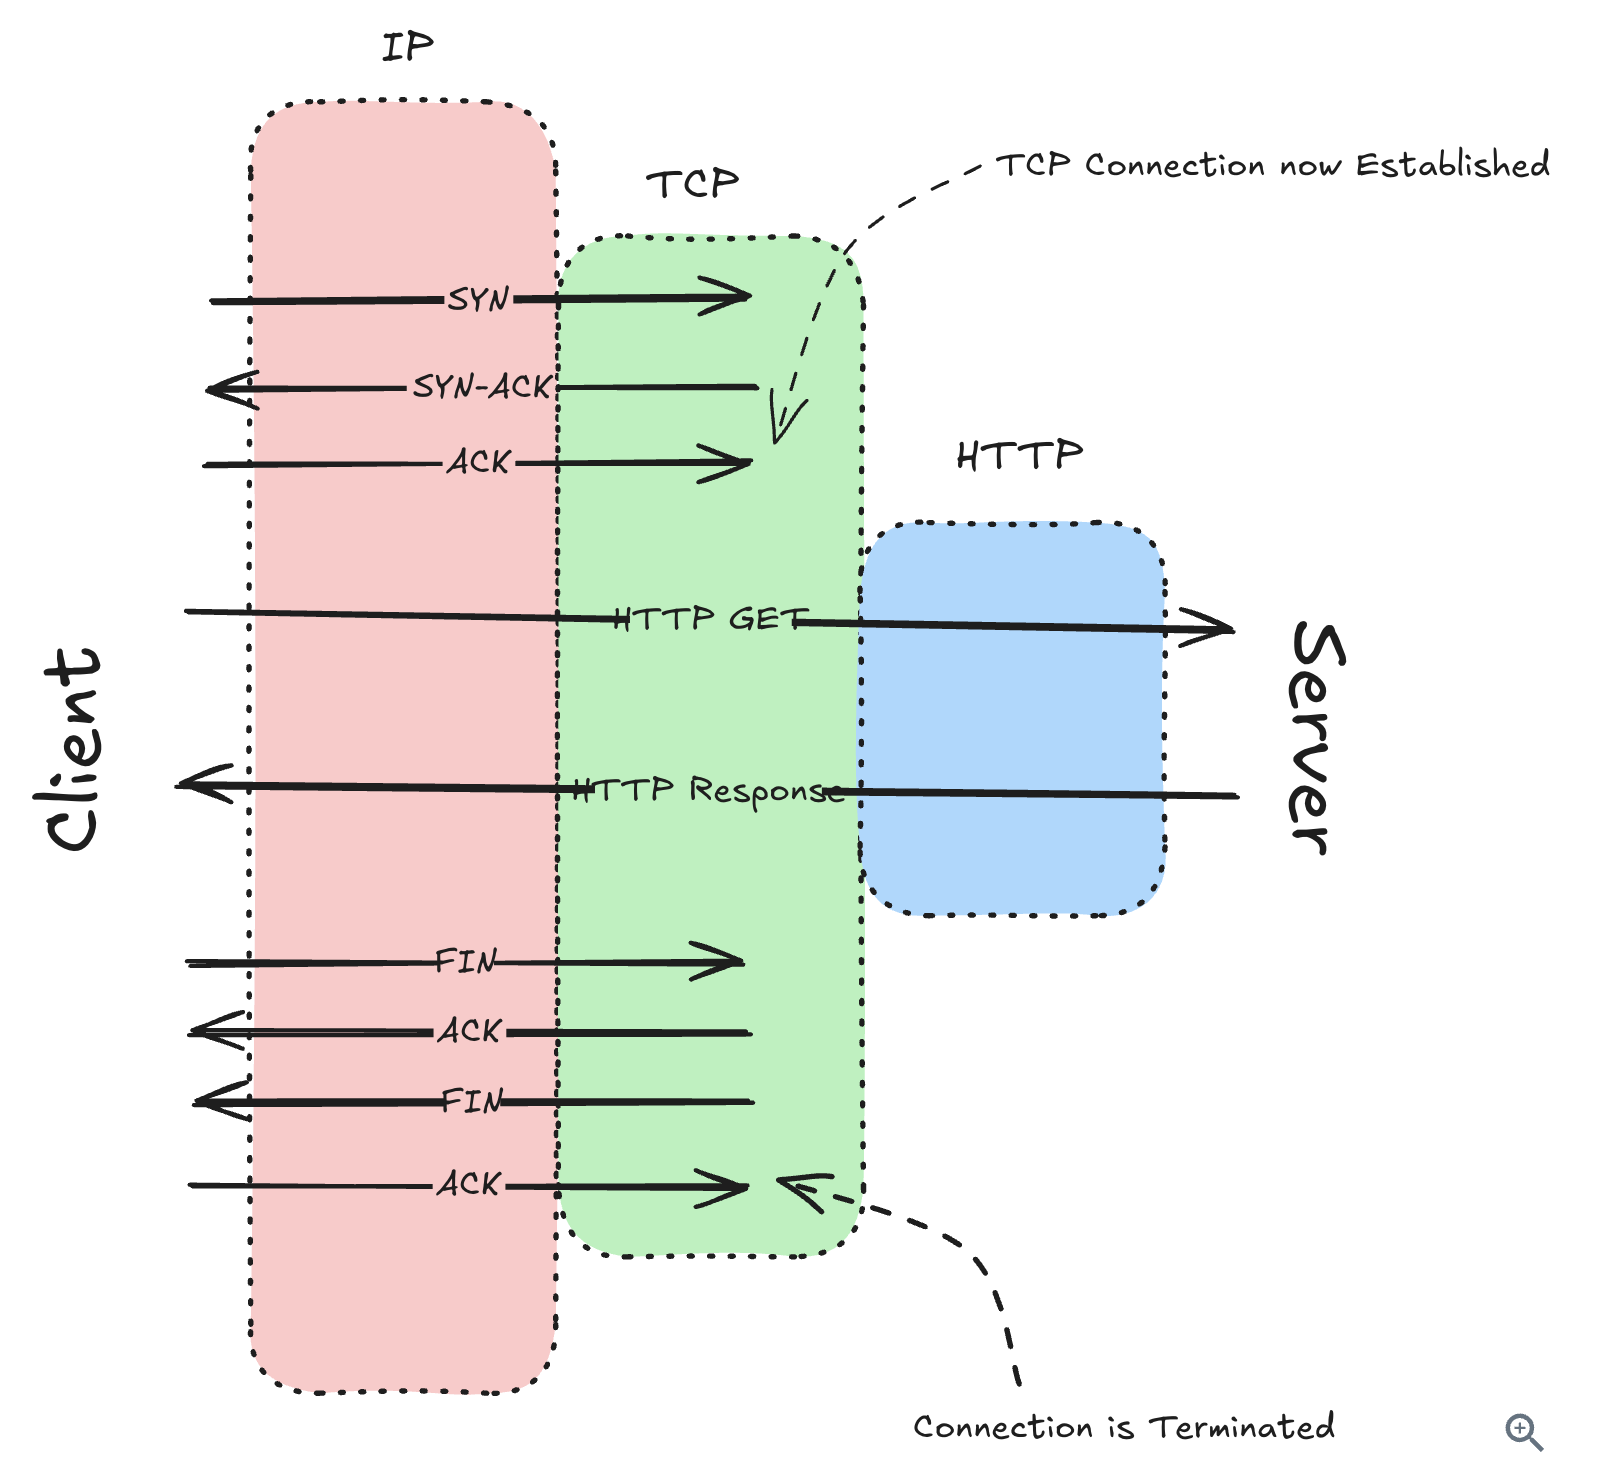 IP
TCP
TCP Connection now Established
SYN
SYN-ACK
ACK
HTTP
HTTP GET
Client
Server
HTTP Response
FIN
ACK
FIN
ACK
Connection is Terminated